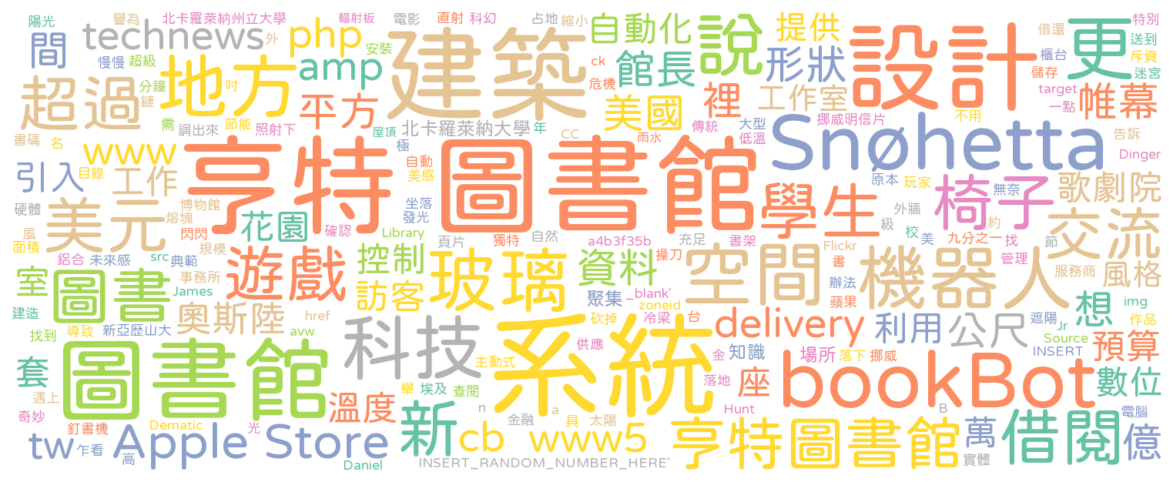 陽光 譽為 北卡羅萊納州立大學 輻射板 電影 直射 科幻 占地 縮小 自動化 說 提供 借還 特別
間 technews 外 php 安裝 建築 設計 更 櫃台 送到
慢慢 超級 地方 amp ck 館長 形狀 不用 儲存 斥資 迷宮
超過 分鐘 鏈 吋 平方 危機 美國 裡 工作室 target 一點 帷幕
書碼 名 需 調出來 節能 照射下 屋頂 北卡羅萊納大學 年 傳統 大型 挪威明信片 告訴
www 極 CC 雨水 低溫 Snøhetta Dinger
引入 目錄 工作 亨特 圖書館 自動 美感 學生 原本 玩家 椅子 歌劇院
硬體 美元 博物館 熔塊 花園 坐落 發光 無奈 外牆 交流
風 閃閃 確認 Library 頁片 獨特 自然 a4b3f35b 充足 書架 級 校 約 九分之一 找
面積 規模 遊戲 控制 玻璃 資料 操刀 空間 Flickr 書 美 機器人 節 管理 風格
室 圖書 鋁合 未來感 src 典範 訪客 聚集 _blank' zoneid 辦法 蘋果 服務商
建造 James 事務所 奧斯陸 href 科技 系統 砍掉 冷梁 台 delivery 利用 公尺 遮陽 想 img 作品
找到 導致 新亞歷山大 avw 主動式 供應 金 知識 場所 落下 挪威 Jr Source INSERT 預算
套 圖書館 舉 埃及 查閱 落地 座 bookBot 數位
遇上 奇妙 溫度 n 金融 a 具 太陽 Hunt B 萬 借閱 電腦
釘書機 Dematic 光 新 cb www5 亨特圖書館 億
tw 乍看 高 Apple Store Daniel INSERT_RANDOM_NUMBER_HERE' 實體